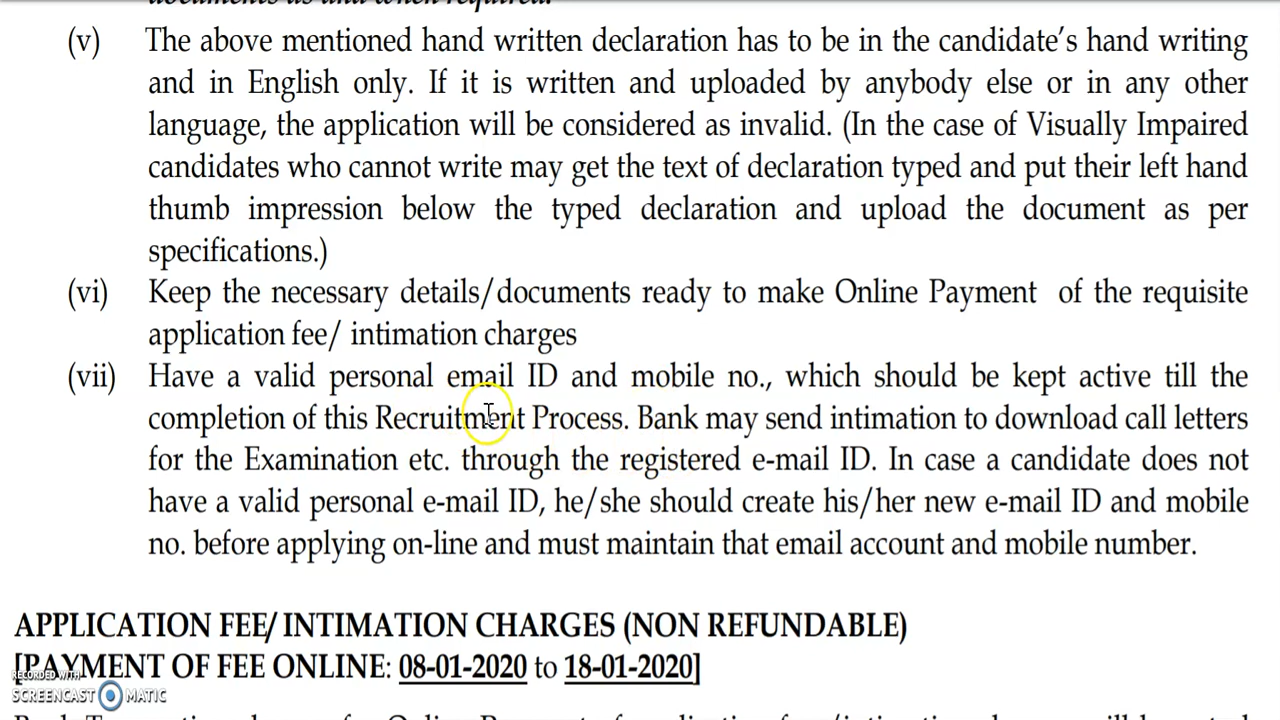 documents as and when required.
(v) The above mentioned hand written declaration has to be in the candidate's hand writing
and in English only. If it is written and uploaded by anybody else or in any other
language, the application will be considered as invalid. (In the case of Visually Impaired
candidates who cannot write may get the text of declaration typed and put their left hand
thumb impression below the typed declaration and upload the document as per
specifications.)
(vi) Keep the necessary details/documents ready to make Online Payment of the requisite
application fee/ intimation charges
(vii) Have a valid personal email ID and mobile no., which should be kept active till the
completion of this Recruitment Process. Bank may send intimation to download call letters
for the Examination etc. through the registered e-mail ID. In case a candidate does not
have a valid personal e-mail ID, he/she should create his/her new e-mail ID and mobile
no. before applying on-line and must maintain that email account and mobile number.
APPLICATION FEE/ INTIMATION CHARGES (NON REFUNDABLE)
[PAYMENT OF FEE ONLINE: 08-01-2020 to 18-01-2020]
RECORDED WITH
SCREENCAST MATIC